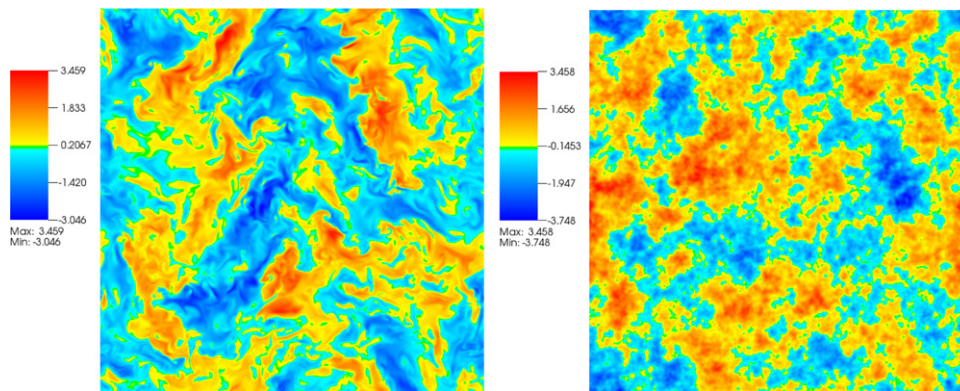 3.459
1.833
0.2067
-1.420
-3.046
Max: 3.459
Min: -3.046
3.458
1.656
-0.1453
-1.947
-3.748
Max: 3.458
Min: -3.748